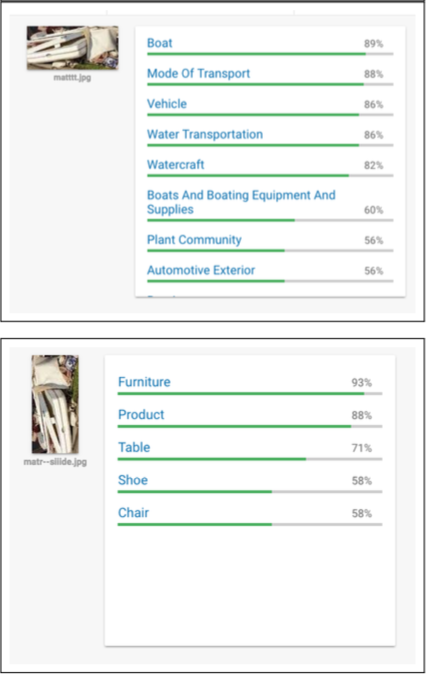 matttt.jpg
Boat 89%
Mode Of Transport 88%
Vehicle 86%
Water Transportation 86%
Watercraft 82%
Boats And Boating Equipment And
Supplies 60%
Plant Community 56%
Automotive Exterior 56%
matr--sliide.jpg
Furniture 93%
Product 88%
Table 71%
Shoe 58%
Chair 58%